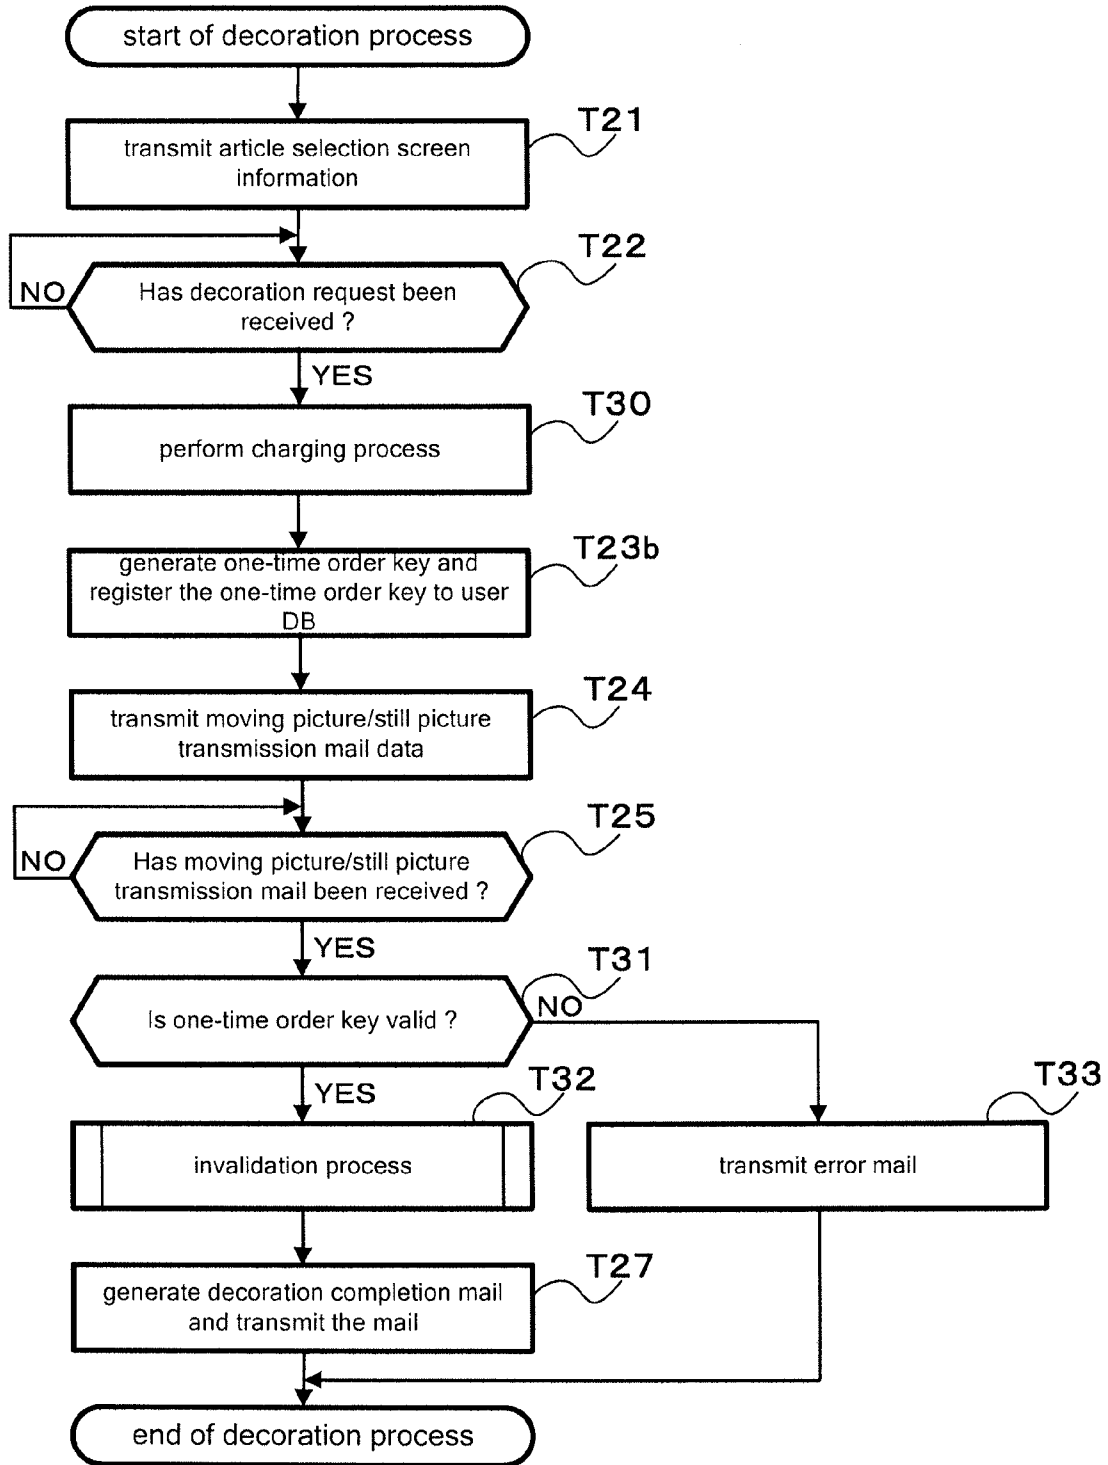 start of decoration process
T21
transmit article selection screen
information
T22
Has decoration request been
received ?
NO
YES
T30
perform charging process
T23b
generate one-time order key and
register the one-time order key to user
DB
T24
transmit moving picture/still picture
transmission mail data
T25
Has moving picture/still picture
transmission mail been received ?
NO
YES
T31
Is one-time order key valid ?
NO
YES
T32
invalidation process
T33
transmit error mail
T27
generate decoration completion mail
and transmit the mail
end of decoration process